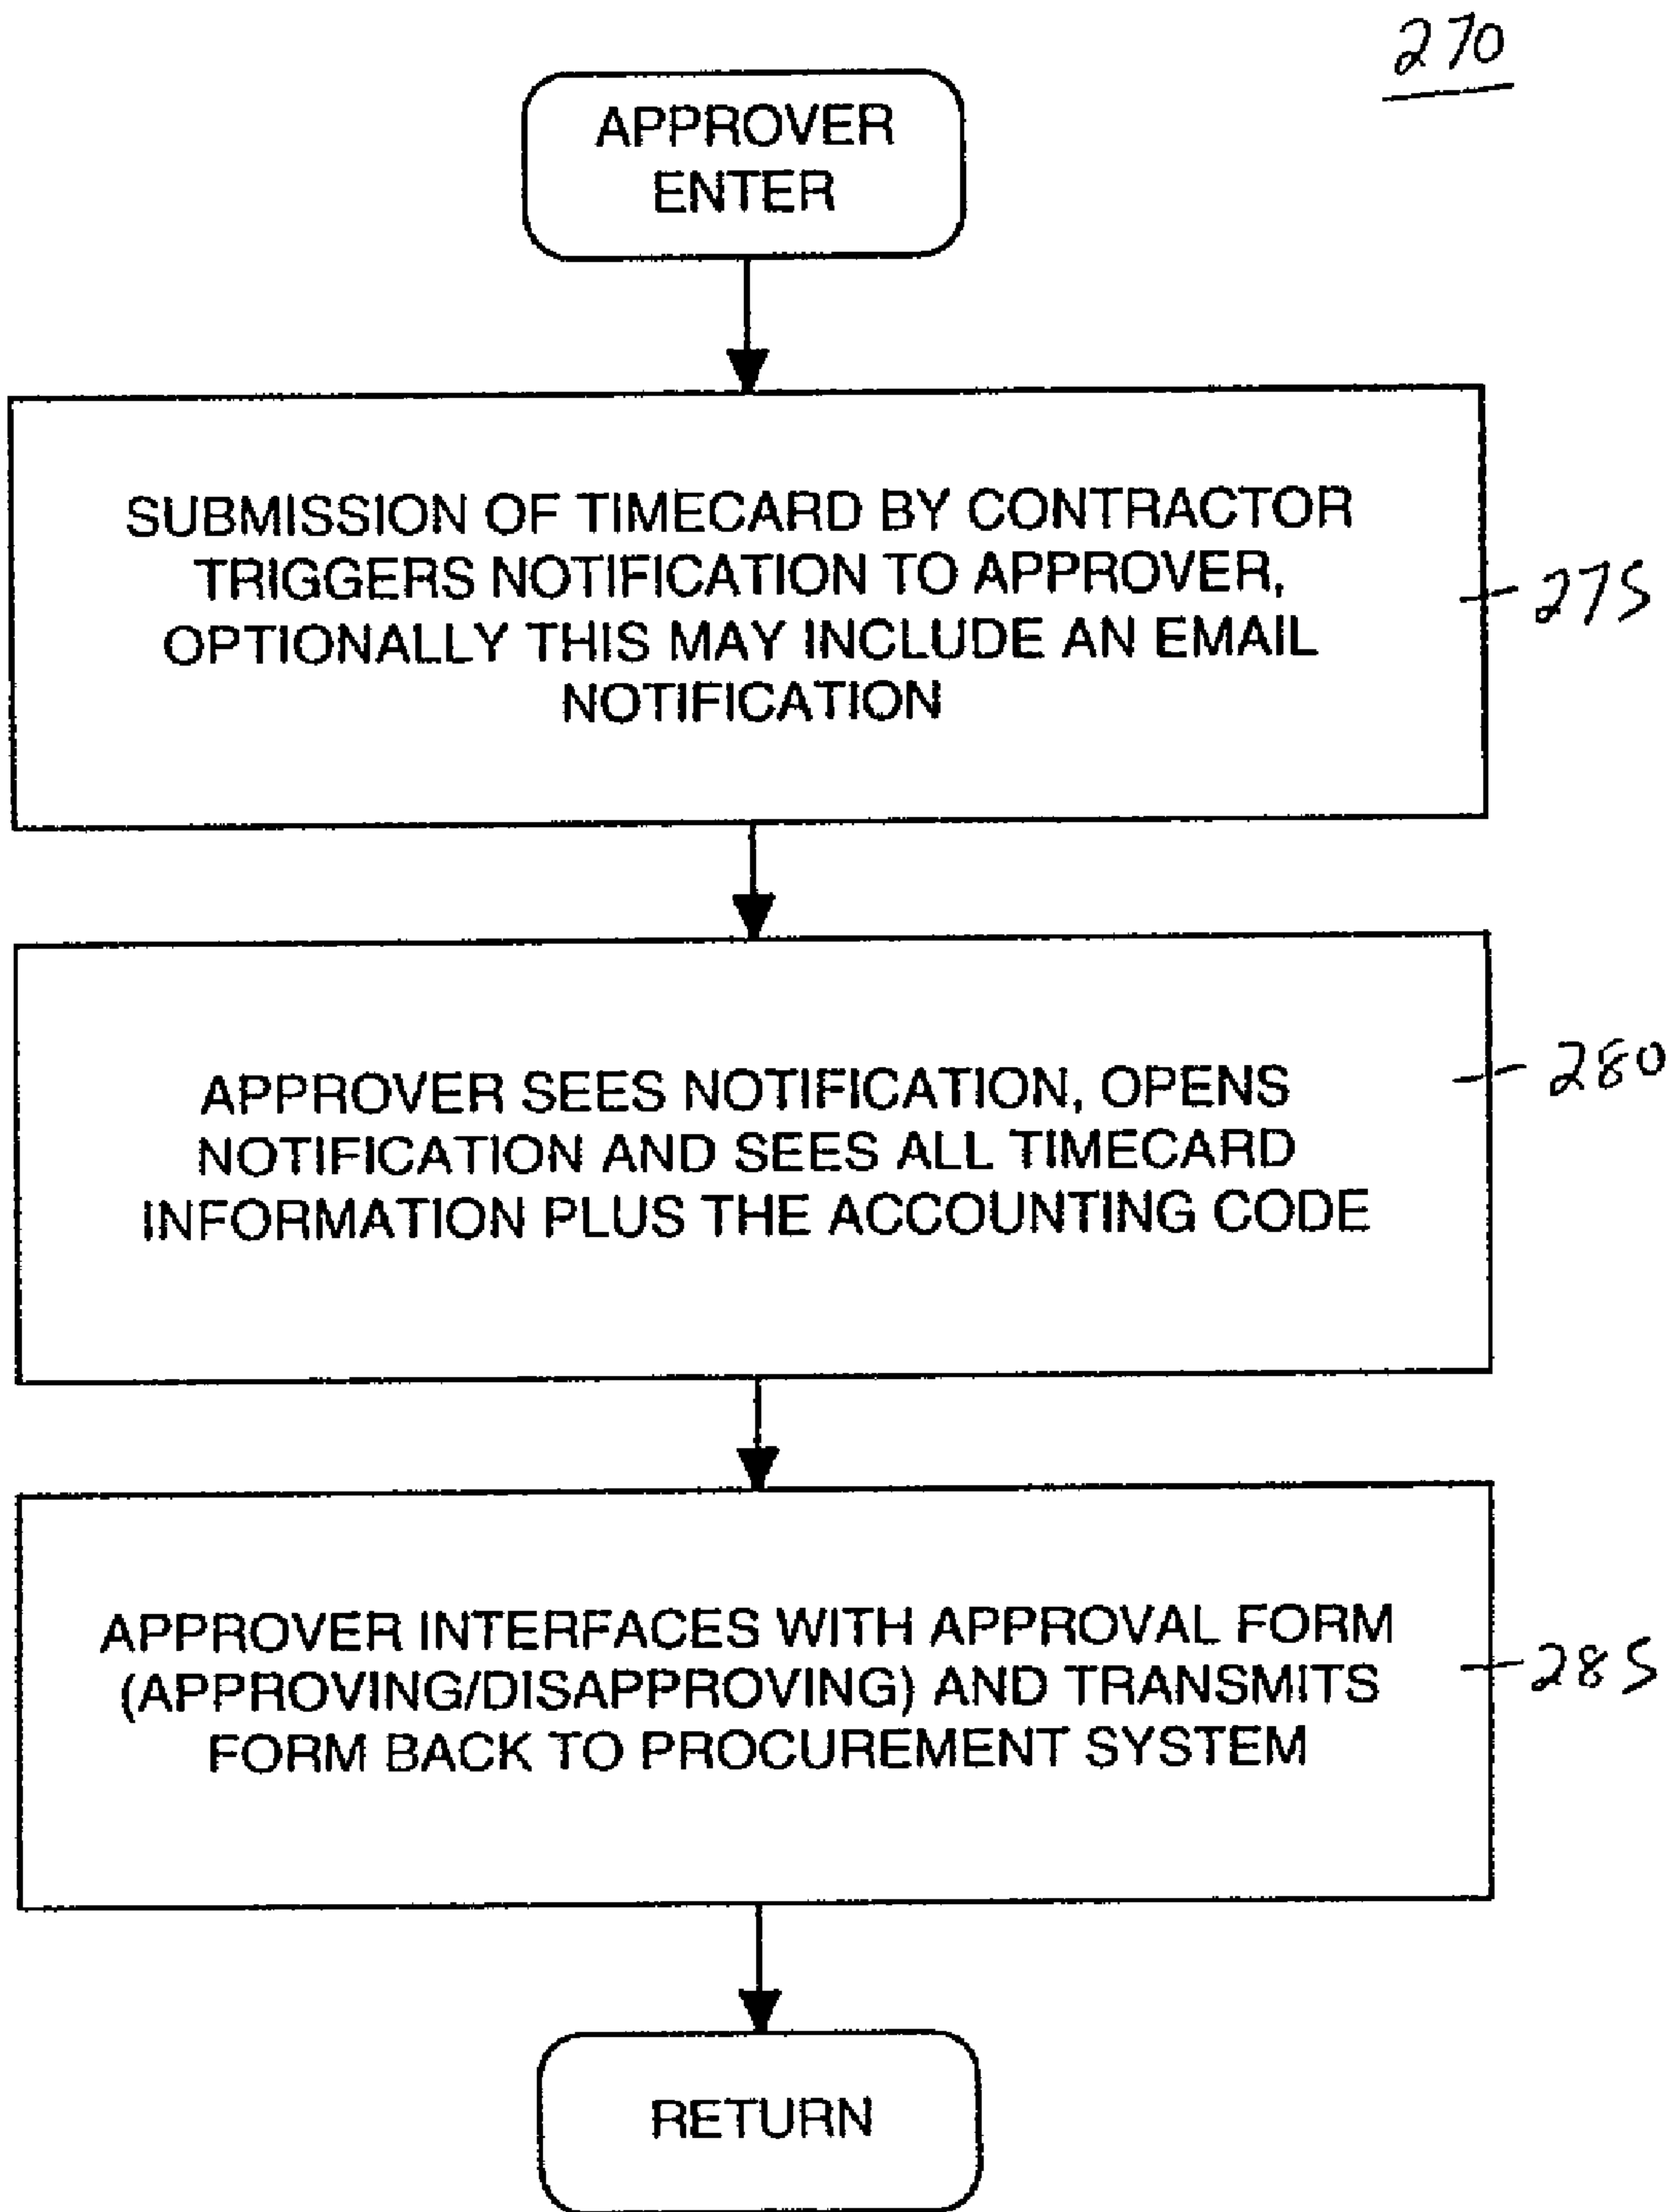 270
APPROVER
ENTER
SUBMISSION OF TIMECARD BY CONTRACTOR
TRIGGERS NOTIFICATION TO APPROVER,
OPTIONALLY THIS MAY INCLUDE AN EMAIL
NOTIFICATION
275
APPROVER SEES NOTIFICATION, OPENS
NOTIFICATION AND SEES ALL TIMECARD
INFORMATION PLUS THE ACCOUNTING CODE
280
APPROVER INTERFACES WITH APPROVAL FORM
(APPROVING/DISAPPROVING) AND TRANSMITS
FORM BACK TO PROCUREMENT SYSTEM
285
RETURN